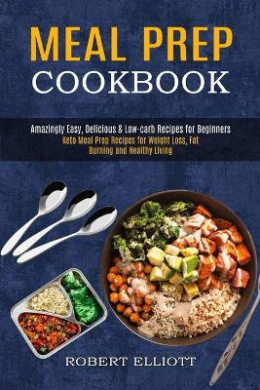 MEAL PREP
COOKBOOK
Amazingly Easy, Delicious & Low-carb Recipes for Beginners
Keto Meal Prep Recipes for Weight Loss, Fat
Burning and Healthy Living
ROBERT ELLIOTT